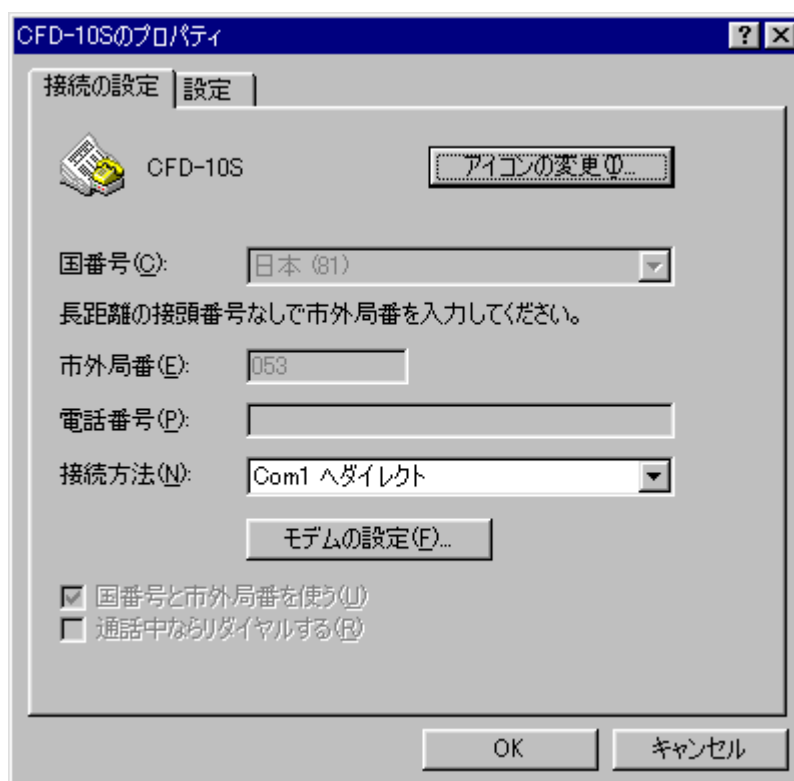 CFD-10Sのプロパティ
接続の設定 設定
CFD-10S アイコンの変更(I)...
国番号(C): 日本 (81)
長距離の接頭番号なしで市外局番を入力してください。
市外局番(E): 053
電話番号(P):
接続方法(N): Com1 へダイレクト
モデムの設定(F)...
国番号と市外局番を使う(U)
通話中ならリダイヤルする(R)
OK キャンセル